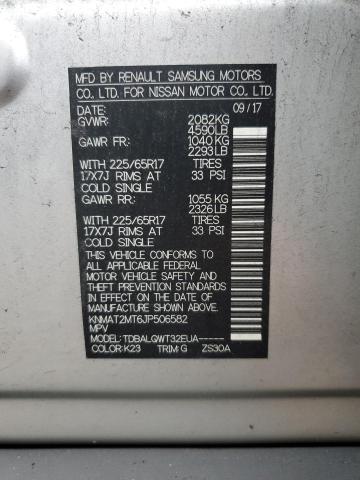 MFD BY RENAULT SAMSUNG MOTORS
CO., LTD. FOR NISSAN MOTOR CO., LTD.
DATE: 09/17
GVWR: 2082KG
4590LB
GAWR FR: 1040 KG
2293LB
WITH 225/65R17 TIRES
17X7J RIMS AT 33 PSI
COLD SINGLE
GAWR RR: 1055 KG
2326LB
WITH 225/65R17 TIRES
17X7J RIMS AT 33 PSI
COLD SINGLE
THIS VEHICLE CONFORMS TO
ALL APPLICABLE FEDERAL
MOTOR VEHICLE SAFETY AND
THEFT PREVENTION STANDARDS
IN EFFECT ON THE DATE OF
MANUFACTURE SHOWN ABOVE.
KNMAT2MT6JP506582
MPV
MODEL: TDBALQWT32EUA-----
COLOR: K23 TRIM: G ZS30A